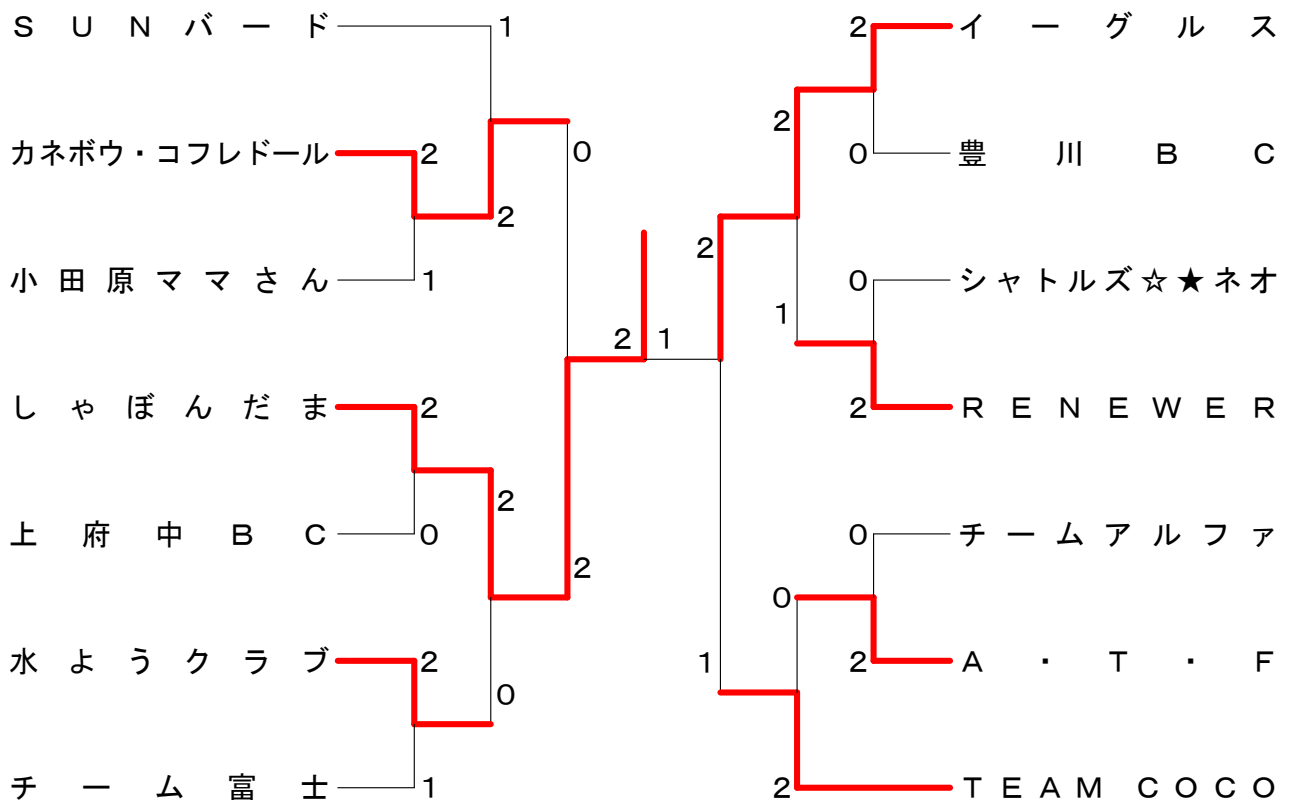 SUNバード 1 2 イーグルス
2
カネボウ・コフレドール 2 0 0 豊川BC
2 2
小田原ママさん 1 0 シャトルズ☆★ネオ
1
2 1
しゃぼんだま 2 2 RENEWER
2
上府中BC 0 0 チームアルファ
2 0
水ようクラブ 2 1 2 A・T・F
0
チーム富士 1 2 TEAM COCO